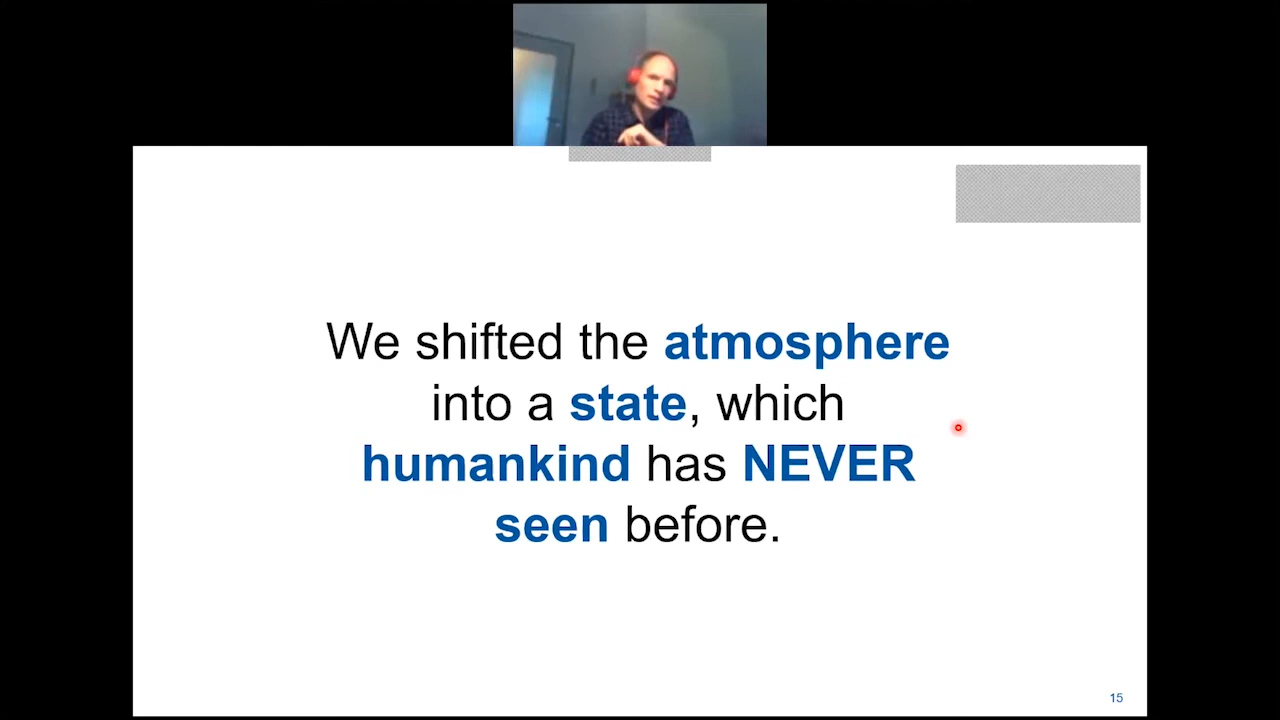 We shifted the atmosphere
into a state, which
humankind has NEVER
seen before.
15